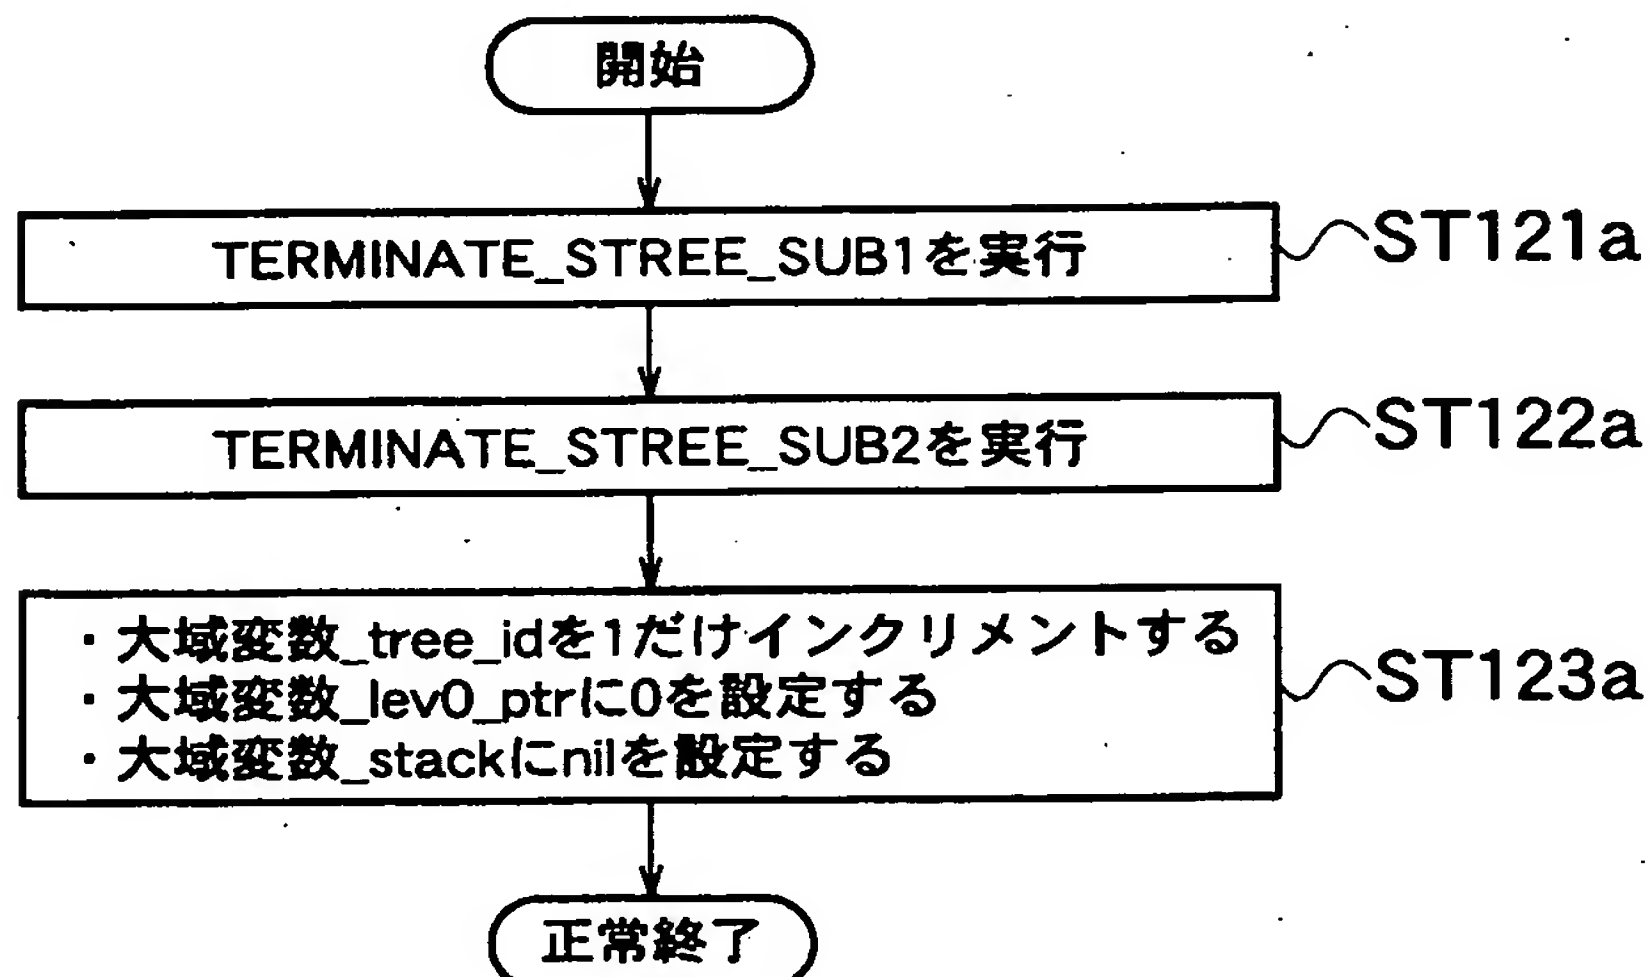 開始
TERMINATE_STREE_SUB1を実行
ST121a
TERMINATE_STREE_SUB2を実行
ST122a
・大域変数_tree_idを1だけインクリメントする
・大域変数_lev0_ptrに0を設定する
・大域変数_stackにnilを設定する
ST123a
正常終了